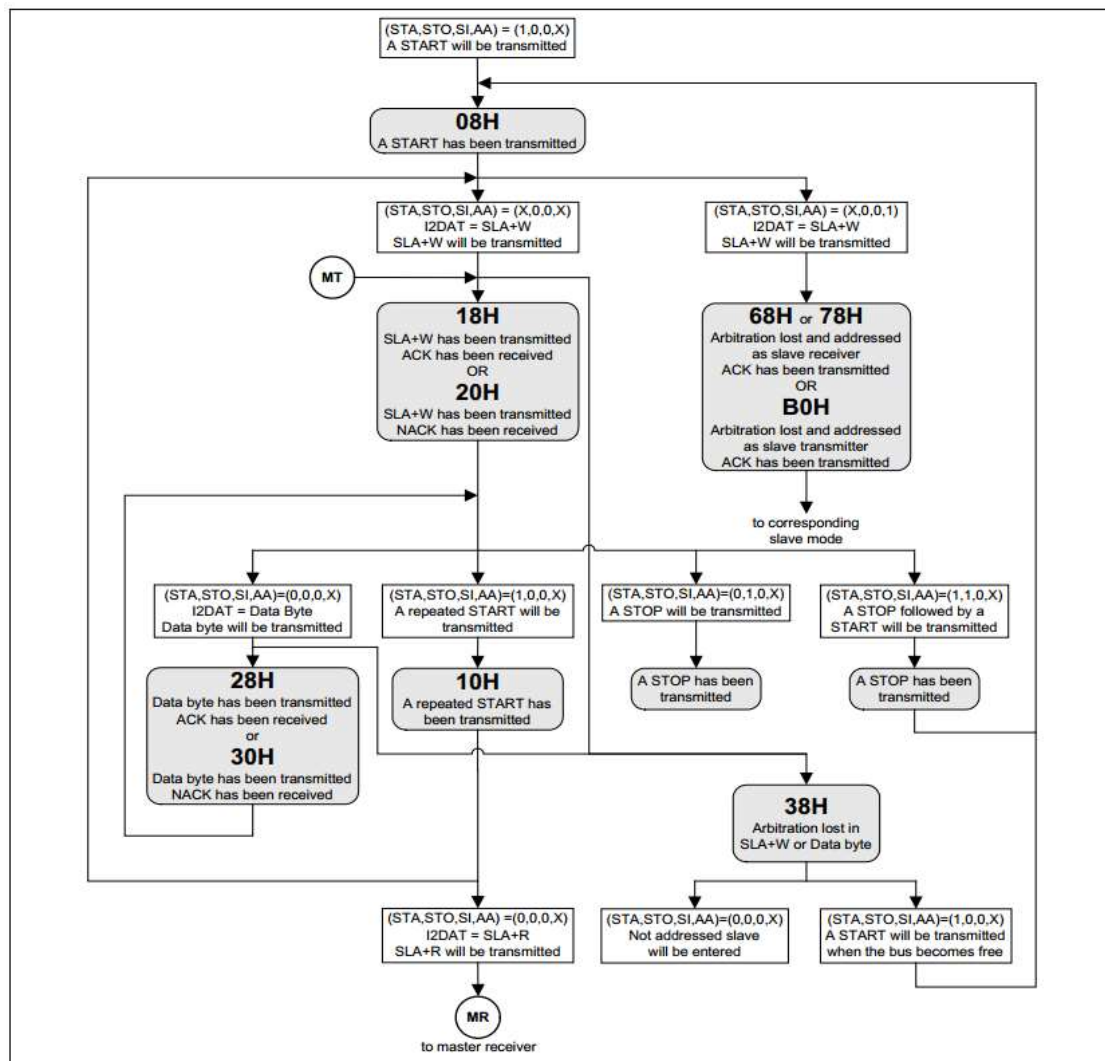 (STA,STO,SI,AA) = (1,0,0,X)
A START will be transmitted
08H
A START has been transmitted
(STA,STO,SI,AA) = (X,0,0,X)
I2DAT = SLA+W
SLA+W will be transmitted
(STA,STO,SI,AA) = (X,0,0,1)
I2DAT = SLA+W
SLA+W will be transmitted
MT
18H
SLA+W has been transmitted
ACK has been received
OR
20H
SLA+W has been transmitted
NACK has been received
68H or 78H
Arbitration lost and addressed
as slave receiver
ACK has been transmitted
OR
B0H
Arbitration lost and addressed
as slave transmitter
ACK has been transmitted
to corresponding
slave mode
(STA,STO,SI,AA)=(0,0,0,X)
I2DAT = Data Byte
Data byte will be transmitted
(STA,STO,SI,AA)=(1,0,0,X)
A repeated START will be
transmitted
(STA,STO,SI,AA)=(0,1,0,X)
A STOP will be transmitted
(STA,STO,SI,AA)=(1,1,0,X)
A STOP followed by a
START will be transmitted
28H
Data byte has been transmitted
ACK has been received
or
30H
Data byte has been transmitted
NACK has been received
10H
A repeated START has
been transmitted
A STOP has been
transmitted
A STOP has been
transmitted
38H
Arbitration lost in
SLA+W or Data byte
(STA,STO,SI,AA) =(0,0,0,X)
I2DAT = SLA+R
SLA+R will be transmitted
(STA,STO,SI,AA)=(0,0,0,X)
Not addressed slave
will be entered
(STA,STO,SI,AA)=(1,0,0,X)
A START will be transmitted
when the bus becomes free
MR
to master receiver